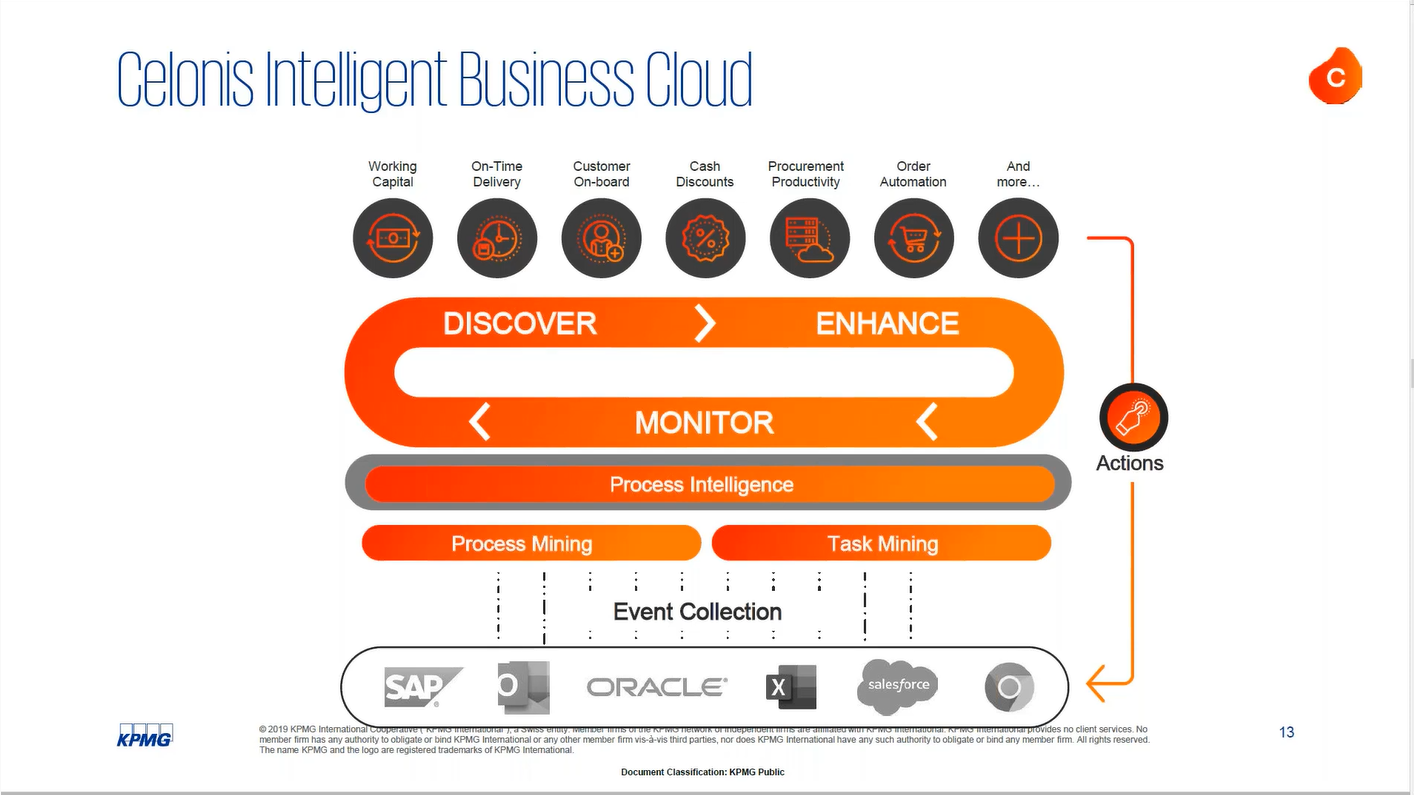 Celonis Intelligent Business Cloud
C
Working
Capital
On-Time
Delivery
Customer
On-board
Cash
Discounts
Procurement
Productivity
Order
Automation
And
more…
DISCOVER
ENHANCE
MONITOR
Actions
Process Intelligence
Process Mining
Task Mining
Event Collection
SAP®
O
ORACLE®
X
salesforce
KPMG
© 2019 KPMG International Cooperative ("KPMG International"), a Swiss entity. Member firms of the KPMG network of independent firms are affiliated with KPMG International. KPMG International provides no client services. No
member firm has any authority to obligate or bind KPMG International or any other member firm vis-à-vis third parties, nor does KPMG International have any such authority to obligate or bind any member firm. All rights reserved.
The name KPMG and the logo are registered trademarks of KPMG International.
13
Document Classification: KPMG Public